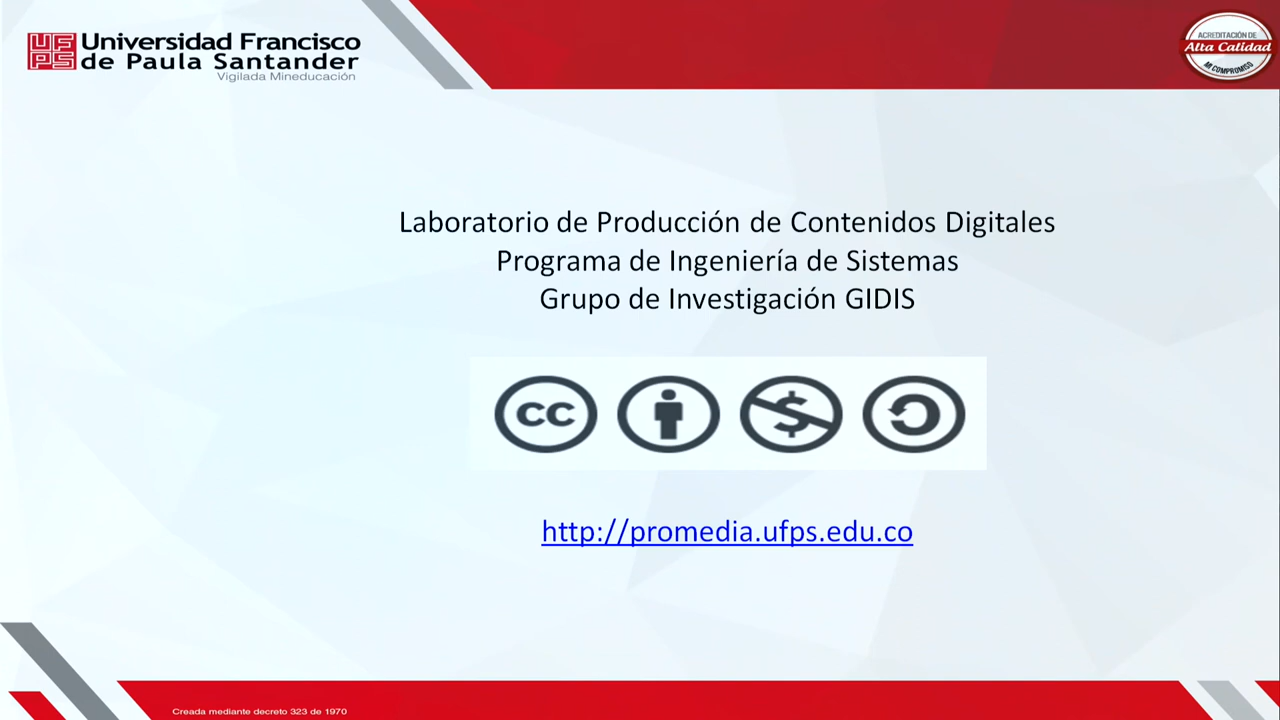 UFPS
Universidad Francisco
de Paula Santander
Vigilada Mineducación
ACREDITACIÓN DE
Alta Calidad
MI COMPROMISO
Laboratorio de Producción de Contenidos Digitales
Programa de Ingeniería de Sistemas
Grupo de Investigación GIDIS
cc $
http://promedia.ufps.edu.co
Creada mediante decreto 323 de 1970